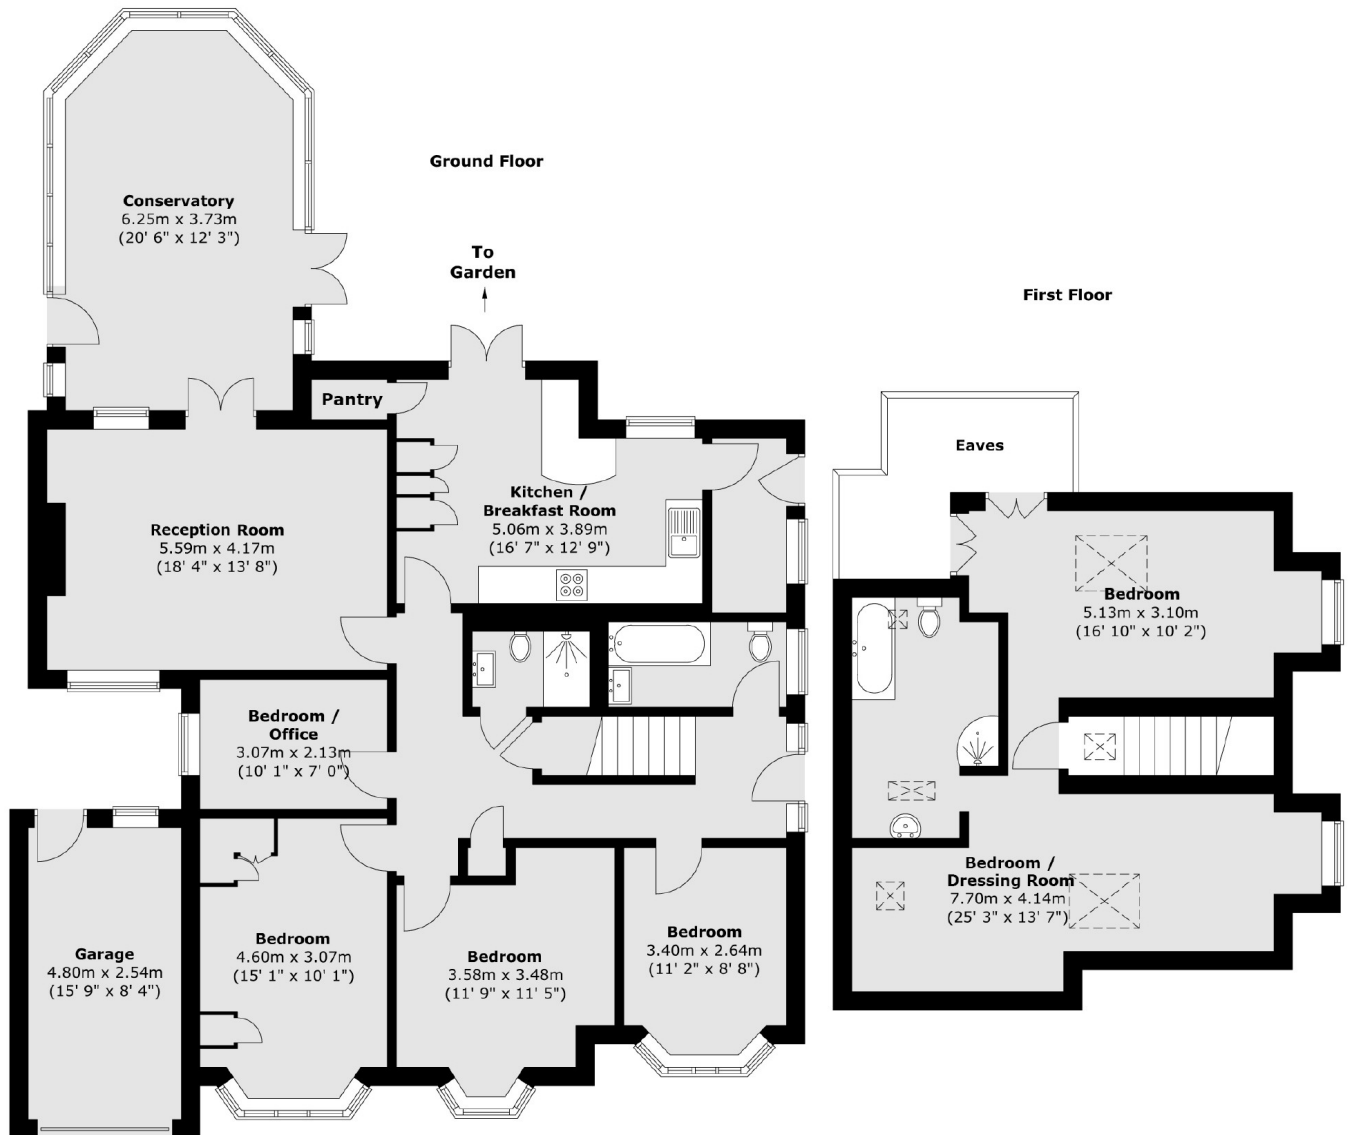 Ground Floor
Conservatory
6.25m x 3.73m
(20' 6" x 12' 3")
To
Garden
First Floor
Pantry
Eaves
Reception Room
5.59m x 4.17m
(18' 4" x 13' 8")
Kitchen /
Breakfast Room
5.06m x 3.89m
(16' 7" x 12' 9")
Bedroom
5.13m x 3.10m
(16' 10" x 10' 2")
Bedroom /
Office
3.07m x 2.13m
(10' 1" x 7' 0")
Bedroom /
Dressing Room
7.70m x 4.14m
(25' 3" x 13' 7")
Garage
4.80m x 2.54m
(15' 9" x 8' 4")
Bedroom
4.60m x 3.07m
(15' 1" x 10' 1")
Bedroom
3.58m x 3.48m
(11' 9" x 11' 5")
Bedroom
3.40m x 2.64m
(11' 2" x 8' 8")